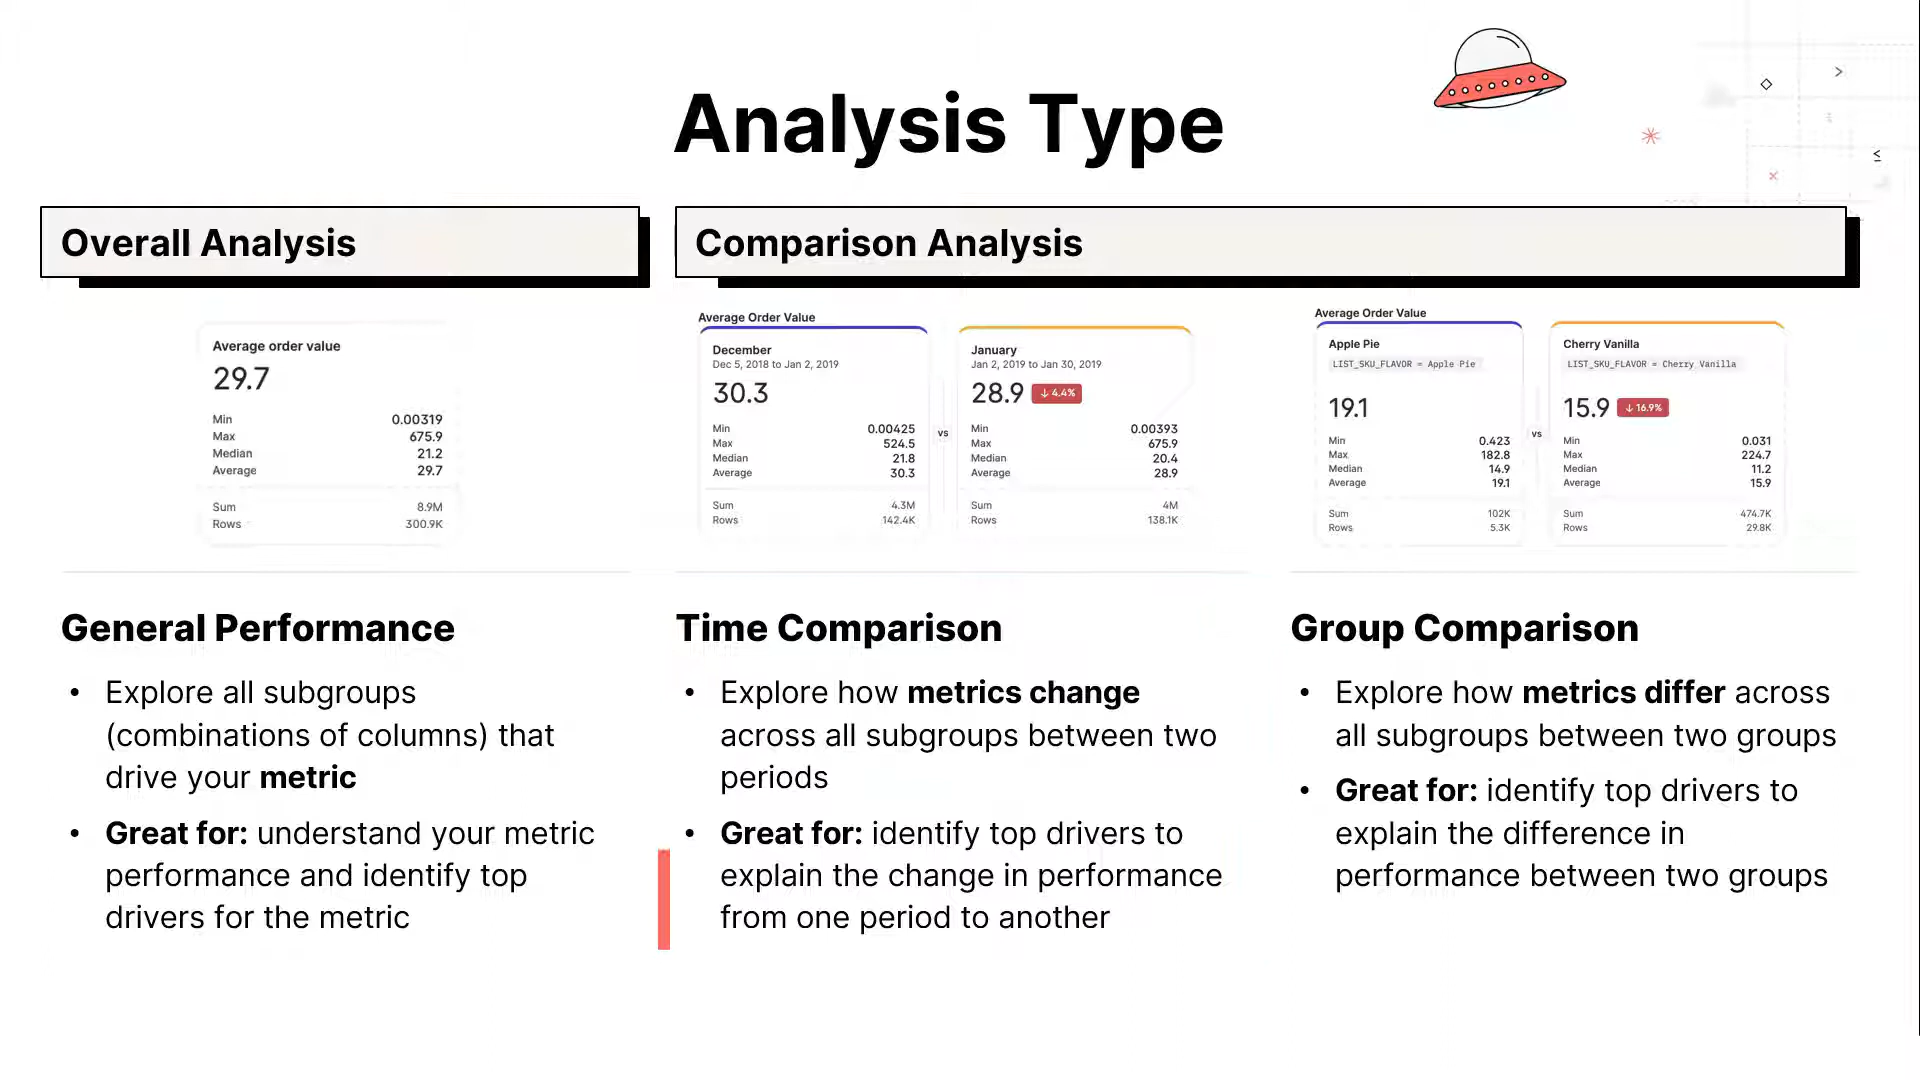 Analysis Type
Overall Analysis
Comparison Analysis
Average order value
29.7
Min 0.00319
Max 675.9
Median 21.2
Average 29.7
Sum 8.9M
Rows 300.9K
Average Order Value
December
Dec 5, 2018 to Jan 2, 2019
30.3
Min 0.00425
Max 524.5
Median 21.8
Average 30.3
Sum 4.3M
Rows 142.4K
vs
January
Jan 2, 2019 to Jan 30, 2019
28.9 ↓ 4.4%
Min 0.00393
Max 675.9
Median 20.4
Average 28.9
Sum 4M
Rows 138.1K
Average Order Value
Apple Pie
LIST_SKU_FLAVOR = Apple Pie
19.1
Min 0.423
Max 182.8
Median 14.9
Average 19.1
Sum 102K
Rows 5.3K
vs
Cherry Vanilla
LIST_SKU_FLAVOR = Cherry Vanilla
15.9 ↓ 16.9%
Min 0.031
Max 224.7
Median 11.2
Average 15.9
Sum 474.7K
Rows 29.8K
General Performance
• Explore all subgroups
(combinations of columns) that
drive your metric
• Great for: understand your metric
performance and identify top
drivers for the metric
Time Comparison
• Explore how metrics change
across all subgroups between two
periods
• Great for: identify top drivers to
explain the change in performance
from one period to another
Group Comparison
• Explore how metrics differ across
all subgroups between two groups
• Great for: identify top drivers to
explain the difference in
performance between two groups